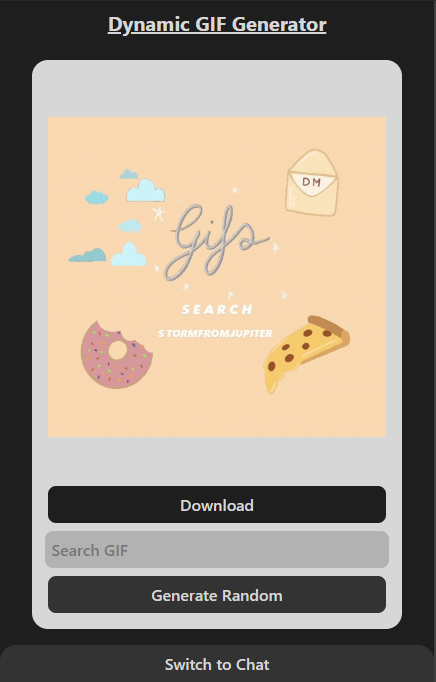 Dynamic GIF Generator
DM
Gifs
SEARCH
STORMFROMJUPITER
Download
Search GIF
Generate Random
Switch to Chat